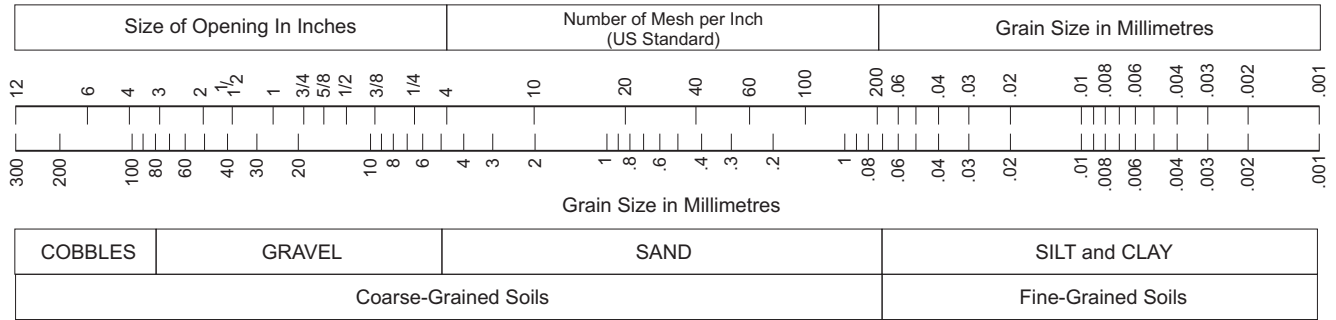 Size of Opening In Inches
Number of Mesh per Inch
(US Standard)
Grain Size in Millimetres
12 6 4 3 2 1 1/2 1 3/4 5/8 1/2 3/8 1/4 4 10 20 40 60 100 200 .06 .04 .03 .02 .01 .008 .006 .004 .003 .002 .001
300 200 100 80 60 40 30 20 10 8 6 4 3 2 1 .8 .6 .4 .3 .2 1 .08 .06 .04 .03 .02 .01 .008 .006 .004 .003 .002 .001
Grain Size in Millimetres
COBBLES GRAVEL SAND SILT and CLAY
Coarse-Grained Soils Fine-Grained Soils